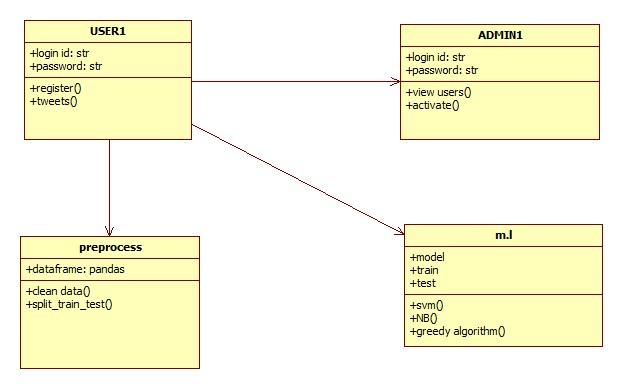 USER1
+login id: str
+password: str
+register()
+tweets()
ADMIN1
+login id: str
+password: str
+view users()
+activate()
preprocess
+dataframe: pandas
+clean data()
+split_train_test()
m.l
+model
+train
+test
+svm()
+NB()
+greedy algorithm()